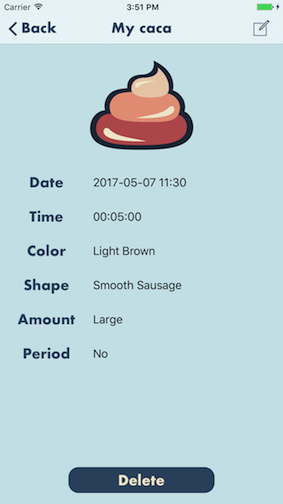 Carrier 3:51 PM
Back My caca
Date 2017-05-07 11:30
Time 00:05:00
Color Light Brown
Shape Smooth Sausage
Amount Large
Period No
Delete